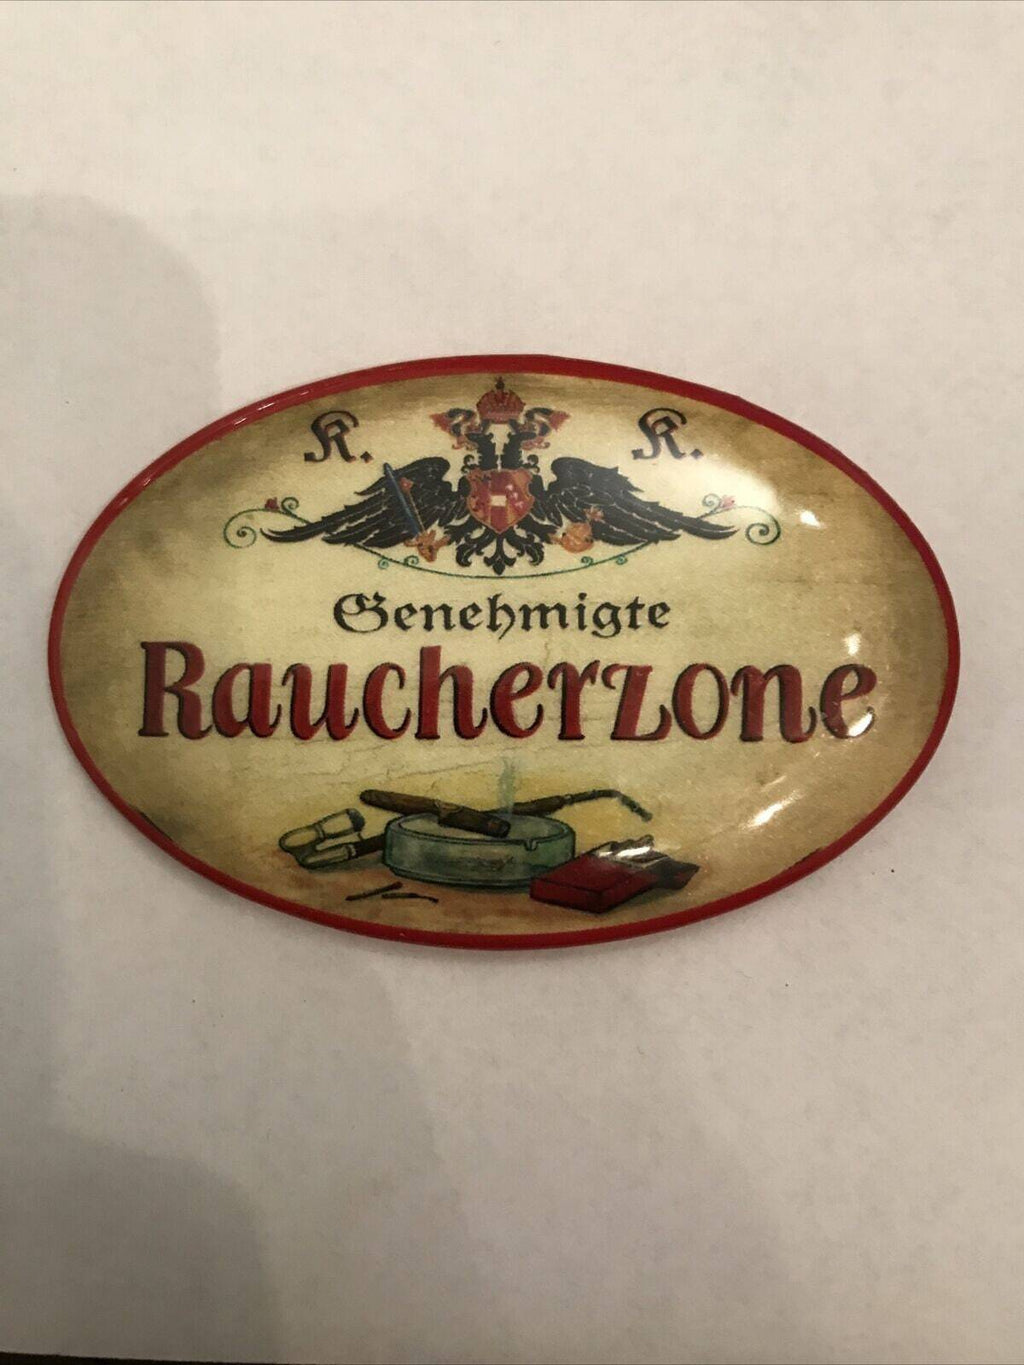 K. K.
Genehmigte
Raucherzone